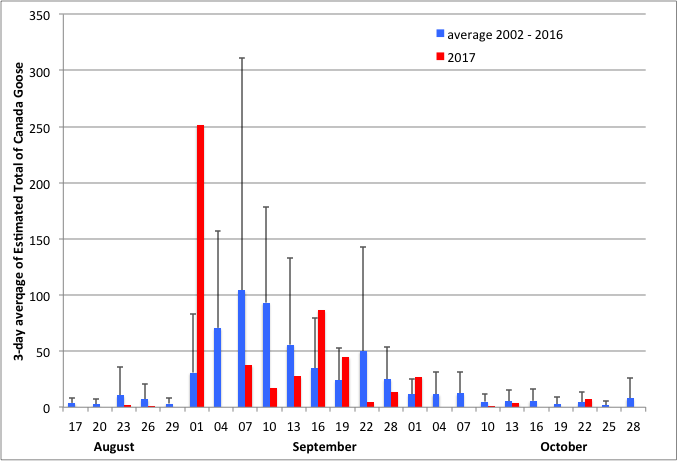 350
300
250
200
150
100
50
0
3-day averqage of Estimated Total of Canada Goose
average 2002 - 2016
2017
17 20 23 26 29 01 04 07 10 13 16 19 22 28 01 04 07 10 13 16 19 22 25 28
August September October